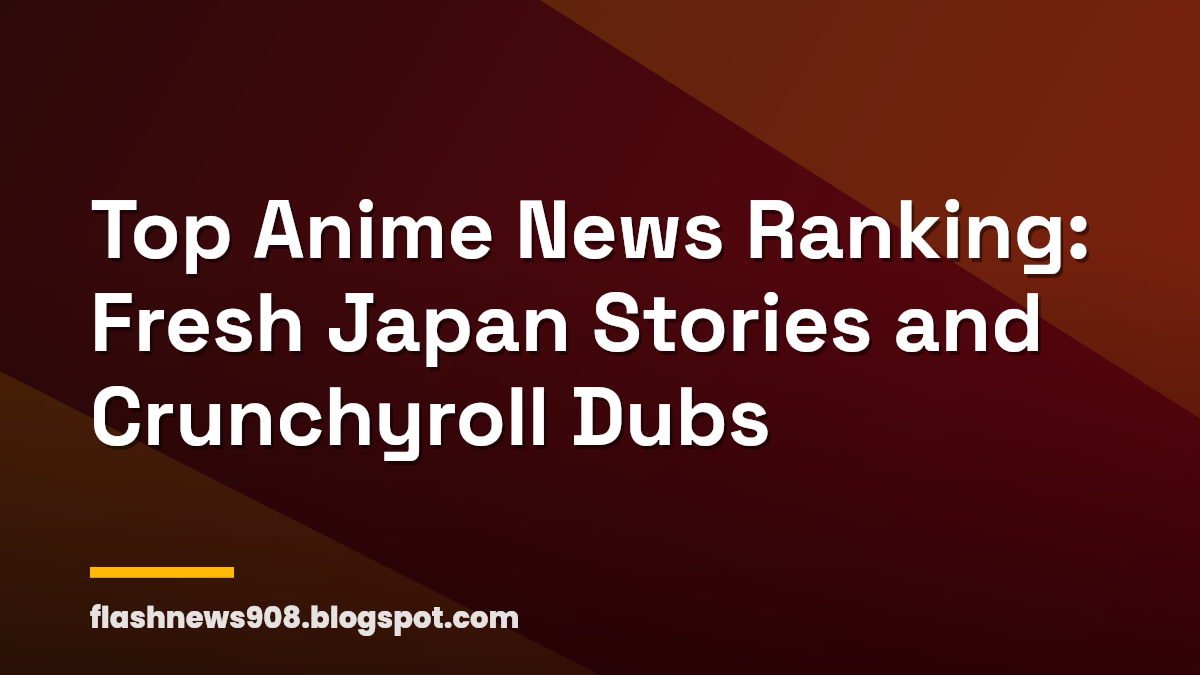 Top Anime News Ranking:
Fresh Japan Stories and
Crunchyroll Dubs
flashnews908.blogspot.com